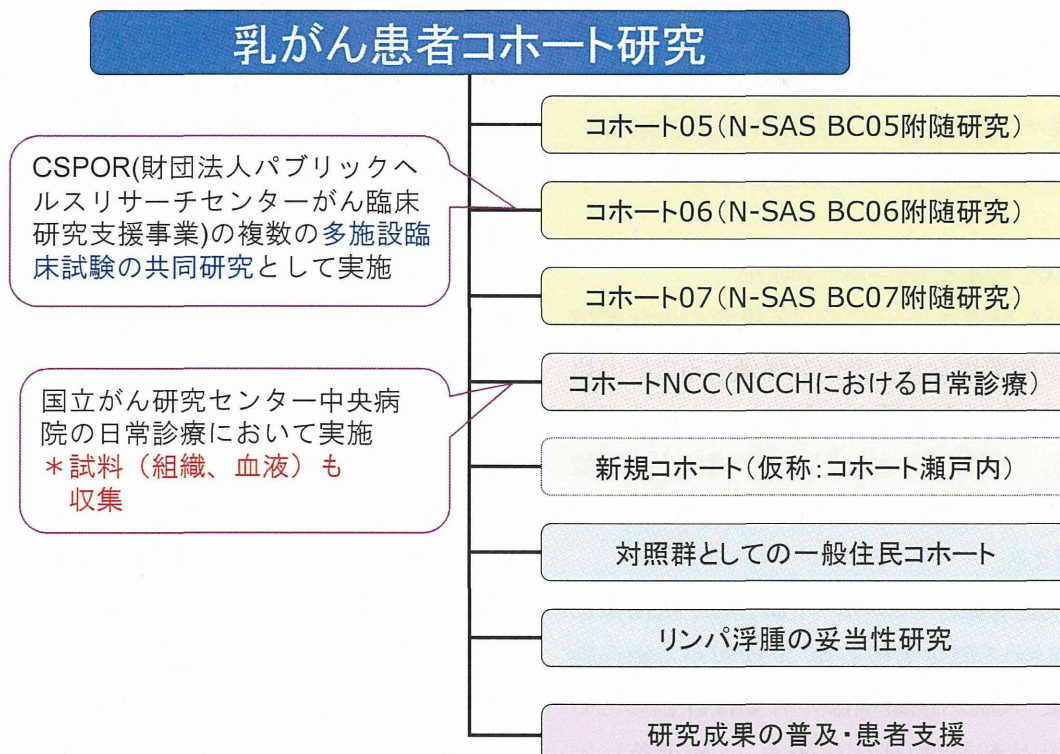 乳がん患者コホート研究
コホート05(N-SAS BC05附随研究)
CSPOR(財団法人パブリックヘ
ルスリサーチセンターがん臨床
研究支援事業)の複数の多施設臨
床試験の共同研究として実施
コホート06(N-SAS BC06附随研究)
コホート07(N-SAS BC07附随研究)
コホートNCC(NCCHにおける日常診療)
国立がん研究センター中央病
院の日常診療において実施
＊試料（組織、血液）も
収集
新規コホート(仮称:コホート瀬戸内)
対照群としての一般住民コホート
リンパ浮腫の妥当性研究
研究成果の普及・患者支援